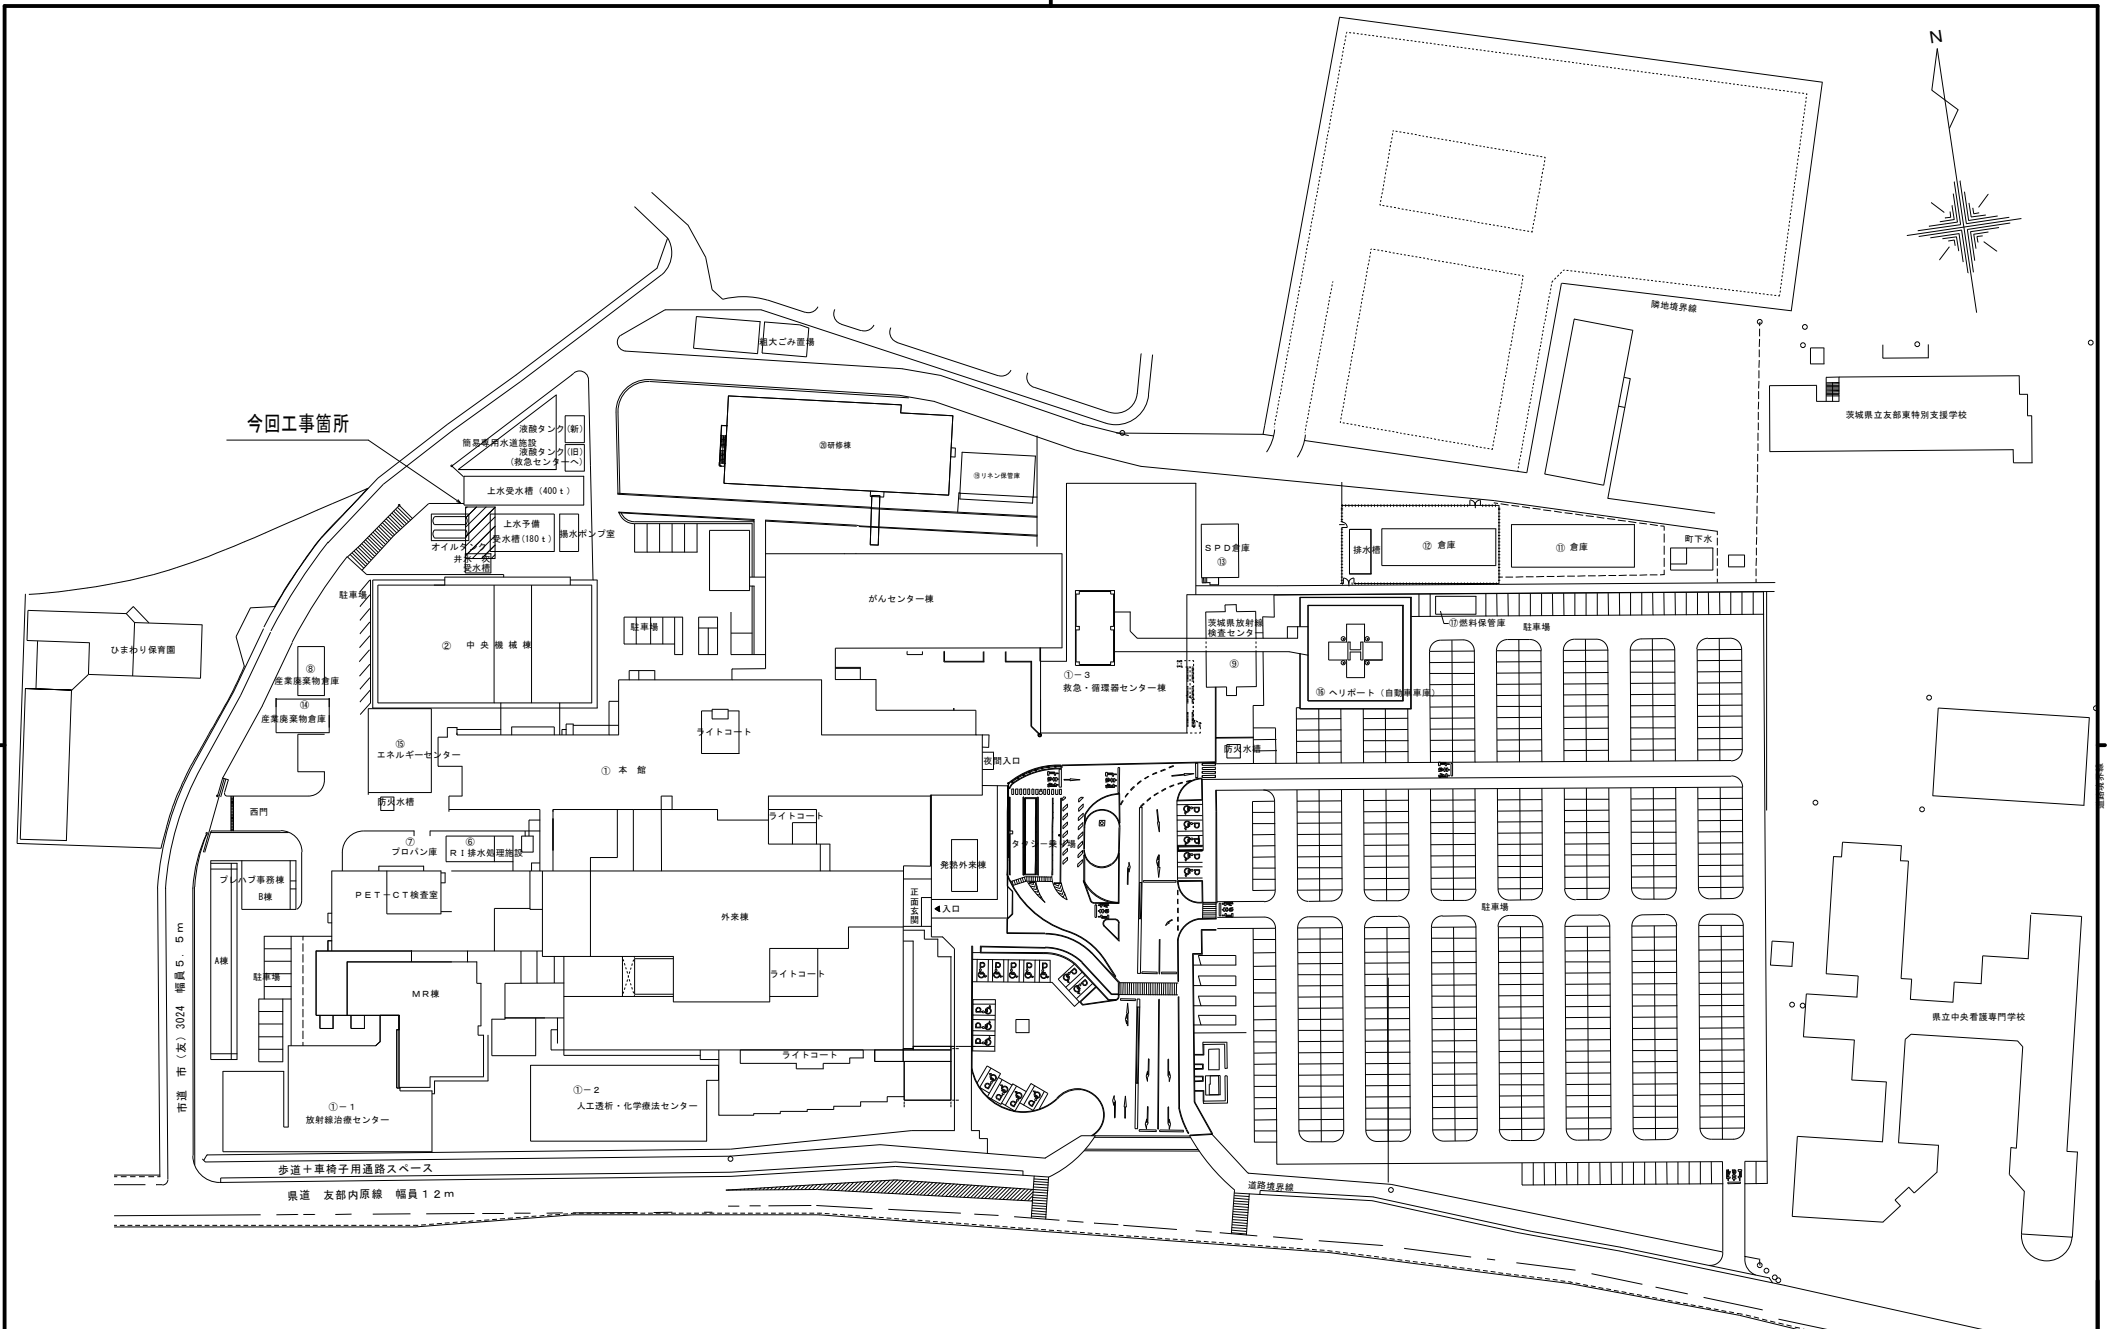 N
隣地境界線
粗大ごみ置場
茨城県立友部東特別支援学校
今回工事箇所
液酸タンク(新)
簡易専用水道施設
液酸タンク(旧)
(救急センターへ)
⑳研修棟
⑲リネン保管庫
上水受水槽（400ｔ）
上水予備
受水槽(180ｔ)
揚水ポンプ室
オイルタンク
受水槽
SPD倉庫
⑬
排水槽
⑫ 倉庫
⑪ 倉庫
町下水
駐車場
がんセンター棟
⑰燃料保管庫
駐車場
茨城県放射線
検査センター
⑨
駐車場
② 中央機械棟
ひまわり保育園
⑧
産業廃棄物倉庫
⑭
産業廃棄物倉庫
①－3
救急・循環器センター棟
⑯ ヘリポート（自動車車庫）
ライトコート
⑮
エネルギーセンター
① 本館
夜間入口
防火水槽
防火水槽
西門
ライトコート
タクシー乗り場
⑦
プロパン庫
⑥
RI排水処理施設
発熱外来棟
プレハブ事務棟
B棟
PET－CT検査室
正面玄関
◀入口
外来棟
駐車場
A棟
駐車場
MR棟
ライトコート
県立中央看護専門学校
ライトコート
市道 市（友）3024 幅員5．5m
①－1
放射線治療センター
①－2
人工透析・化学療法センター
歩道＋車椅子用通路スペース
県道 友部内原線 幅員12m
道路境界線